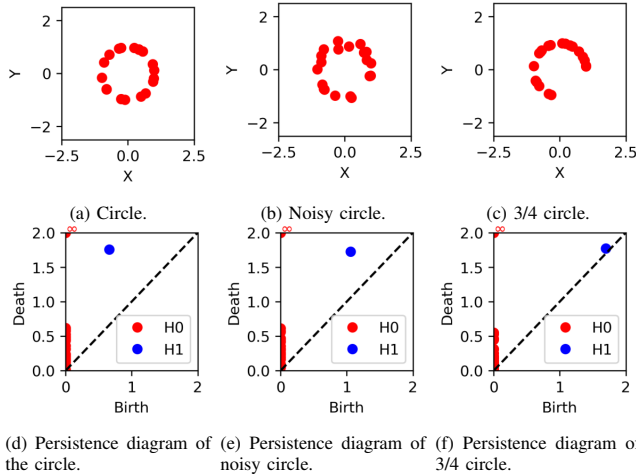 2
2
2
Y
0
Y
0
Y
0
−2
−2
−2
−2.5
0.0
2.5
−2.5
0.0
2.5
−2.5
0.0
2.5
X
X
X
(a) Circle.
(b) Noisy circle.
(c) 3/4 circle.
2.0
∞
2.0
∞
2.0
∞
1.5
1.5
1.5
Death
1.0
Death
1.0
Death
1.0
0.5
H0
0.5
H0
0.5
H0
H1
H1
H1
0.0
0.0
0.0
0
1
2
0
1
2
0
1
2
Birth
Birth
Birth
(d) Persistence diagram of
the circle.
(e) Persistence diagram of
noisy circle.
(f) Persistence diagram of
3/4 circle.